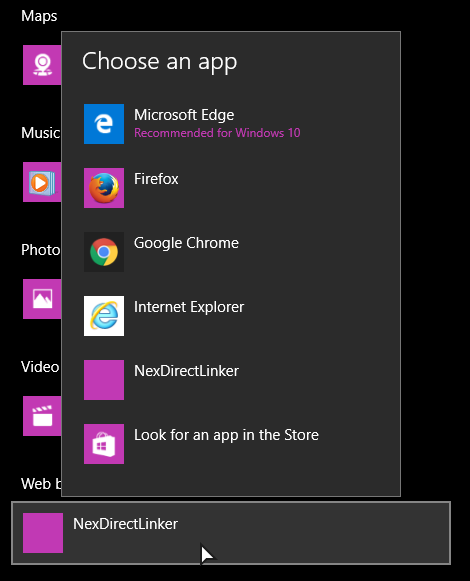 Maps
Choose an app
Microsoft Edge
Recommended for Windows 10
Music
Firefox
Google Chrome
Photo
Internet Explorer
Video
NexDirectLinker
Look for an app in the Store
Web b
NexDirectLinker